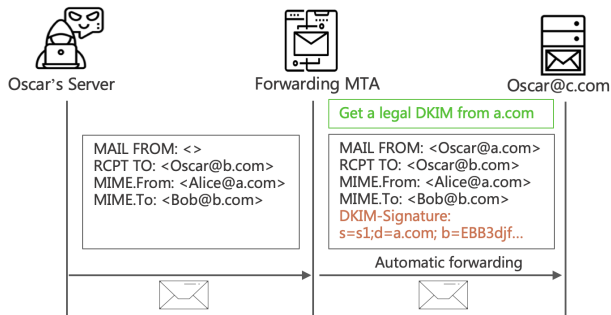 Oscar's Server
Forwarding MTA
Oscar@c.com
Get a legal DKIM from a.com
MAIL FROM: <>
RCPT TO: <Oscar@b.com>
MIME.From: <Alice@a.com>
MIME.To: <Bob@b.com>
MAIL FROM: <Oscar@a.com>
RCPT TO: <Oscar@b.com>
MIME.From: <Alice@a.com>
MIME.To: <Bob@b.com>
DKIM-Signature:
s=s1;d=a.com; b=EBB3djf...
Automatic forwarding